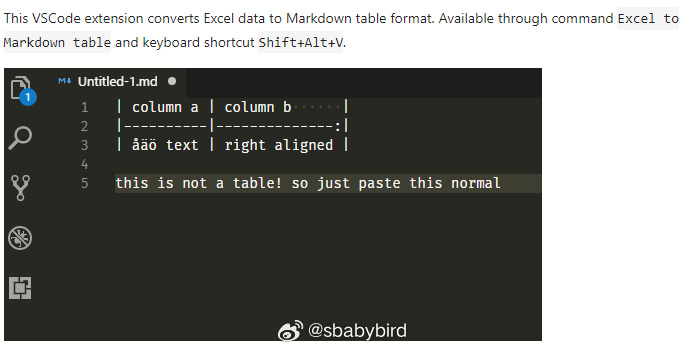 This VSCode extension converts Excel data to Markdown table format. Available through command Excel to
Markdown table and keyboard shortcut Shift+Alt+V.
M↓ Untitled-1.md ●
1 | column a | column b······|
2 |----------|--------------:|
3 | åäö text | right aligned |
4
5 this is not a table! so just paste this normal
1
@sbabybird